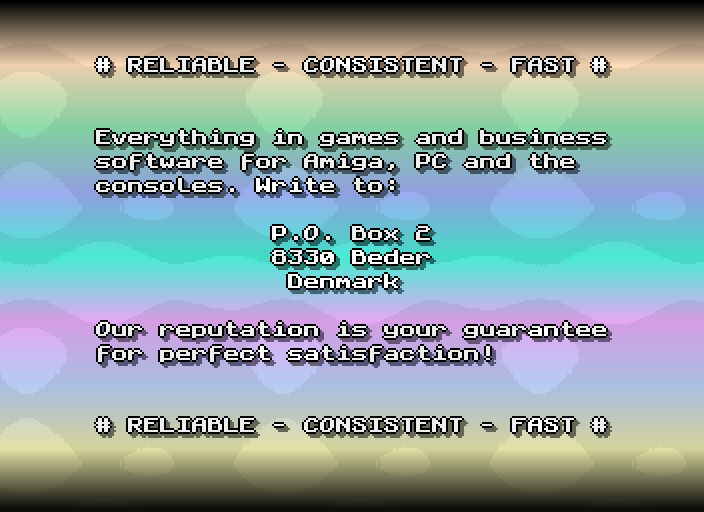 # RELIABLE - CONSISTENT - FAST #
Everything in games and business
software for Amiga, PC and the
consoles. Write to:
P.O. Box 2
8330 Beder
Denmark
Our reputation is your guarantee
for perfect satisfaction!
# RELIABLE - CONSISTENT - FAST #